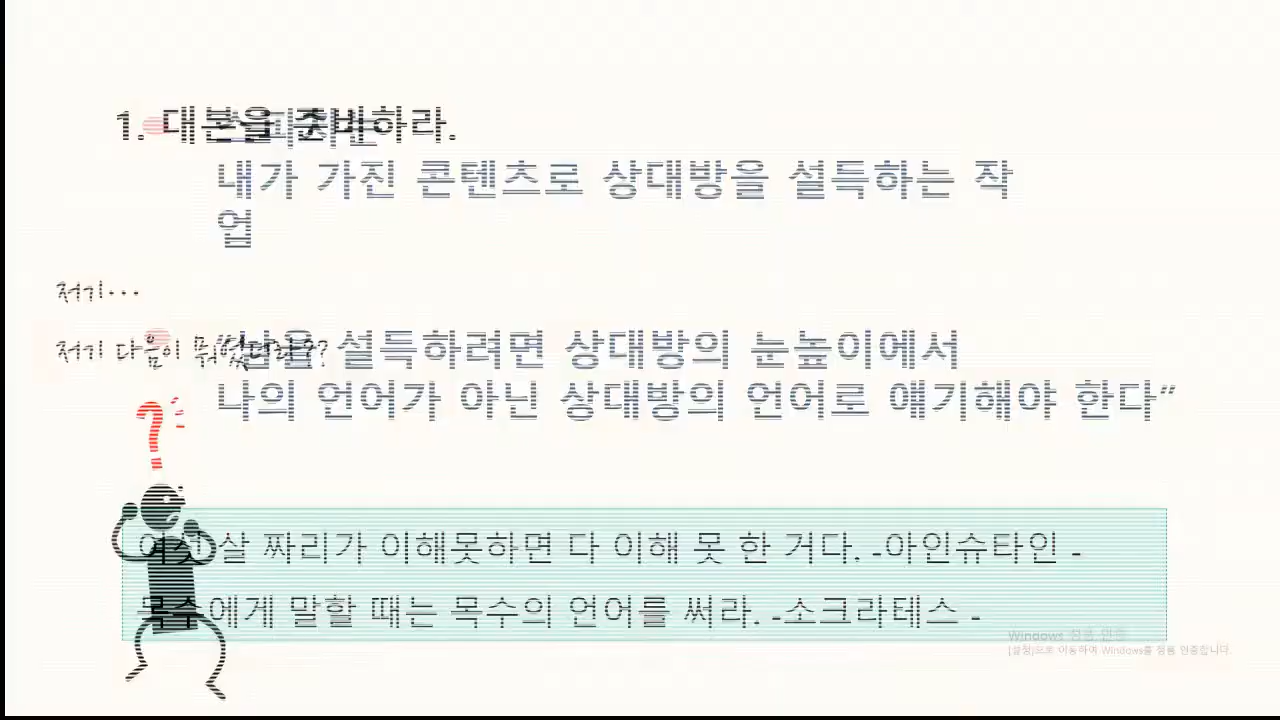 1. 대본을 준비하라.
내가 가진 콘텐츠로 상대방을 설득하는 작
업
저기...
저기 다음이
설득하려면 상대방의 눈높이에서
나의 언어가 아닌 상대방의 언어로 얘기해야 한다”
여섯 살 짜리가 이해못하면 다 이해 못 한 거다. -아인슈타인 -
목수에게 말할 때는 목수의 언어를 써라. -소크라테스 -
Windows 정품 인증
[설정]으로 이동하여 Windows를 정품 인증합니다.